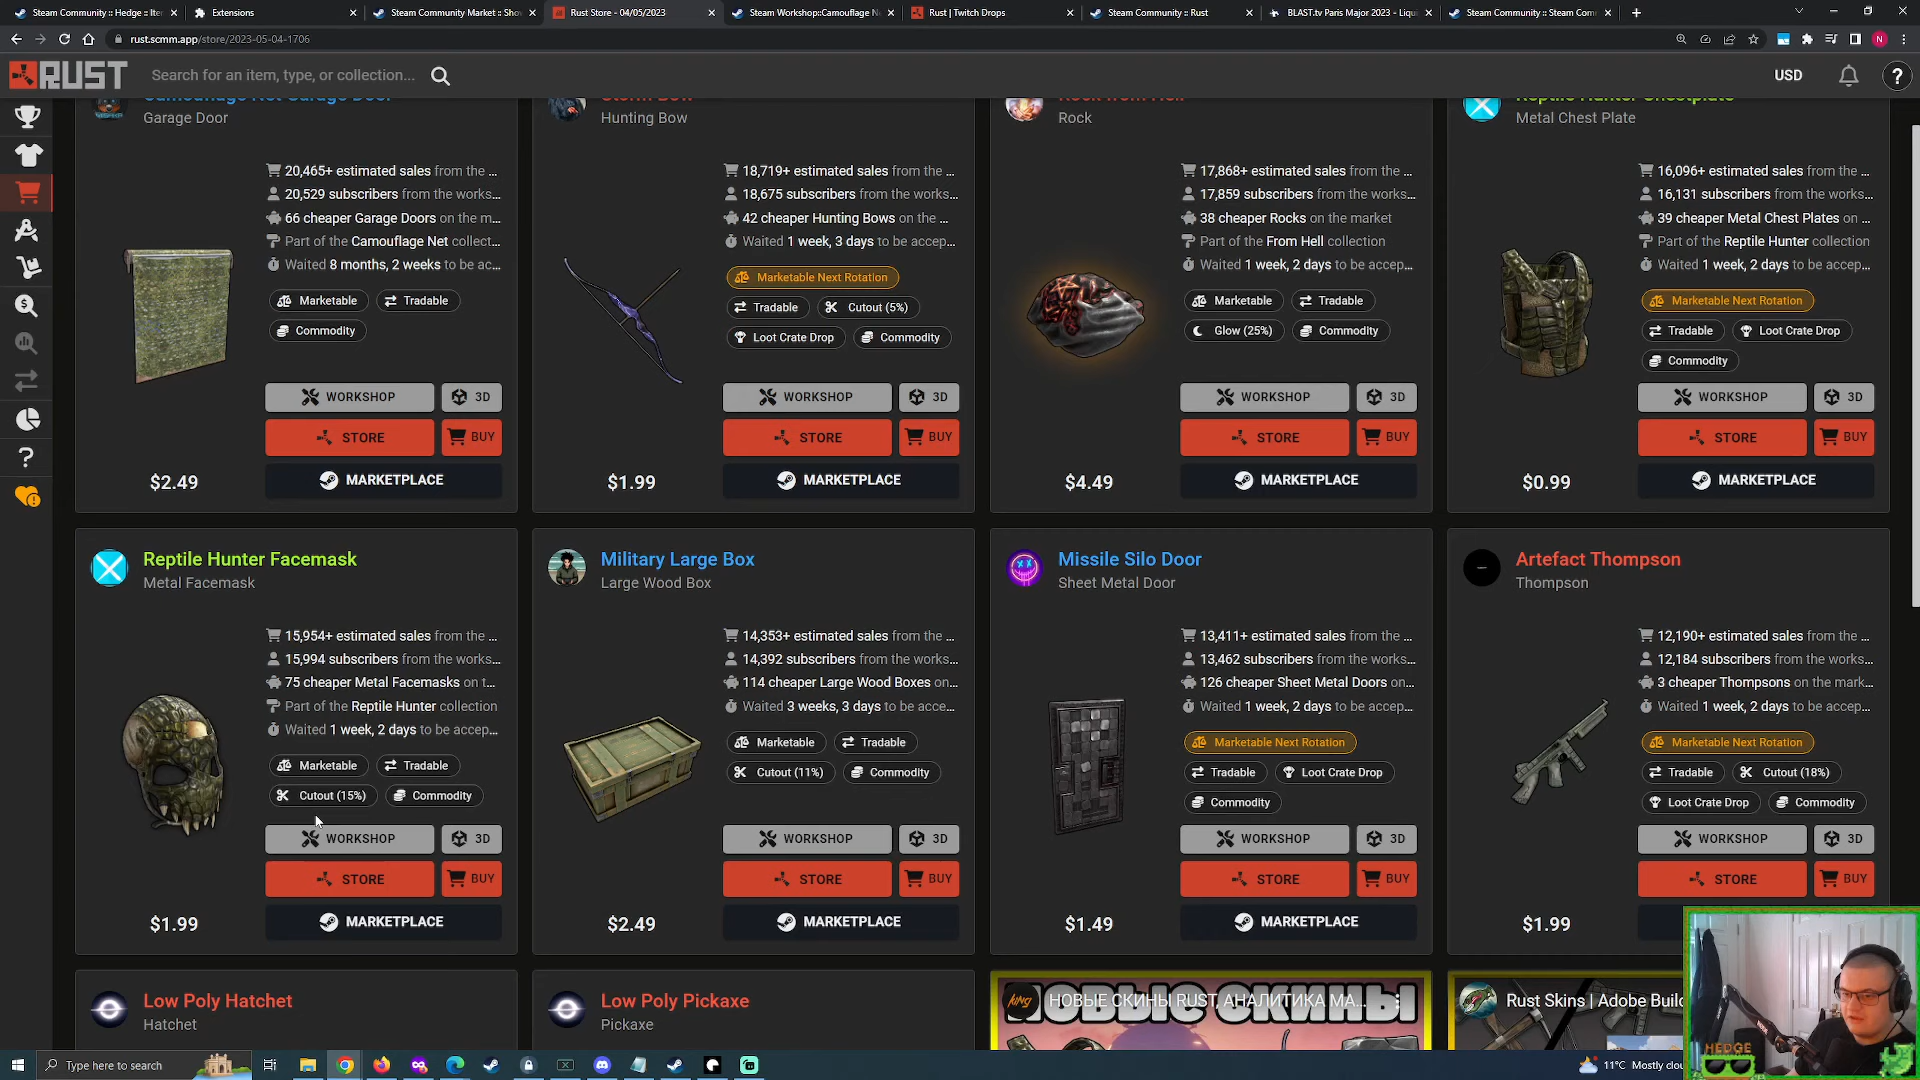 Steam Community :: Hedge :: Iter
Extensions
Steam Community Market :: Show
Rust Store - 04/05/2023
Steam Workshop::Camouflage N
Rust | Twitch Drops
Steam Community :: Rust
BLAST.tv Paris Major 2023 - Liqui
Steam Community :: Steam Com
rust.scmm.app/store/2023-05-04-1706
N
RUST
Search for an item, type, or collection...
USD
Camouflage Net Garage Door
Garage Door
20,465+ estimated sales from the ...
20,529 subscribers from the works...
66 cheaper Garage Doors on the m...
Part of the Camouflage Net collect...
Waited 8 months, 2 weeks to be ac...
Marketable
Tradable
Commodity
WORKSHOP
3D
STORE
BUY
$2.49
MARKETPLACE
Storm Bow
Hunting Bow
18,719+ estimated sales from the ...
18,675 subscribers from the works...
42 cheaper Hunting Bows on the ...
Waited 1 week, 3 days to be accep...
Marketable Next Rotation
Tradable
Cutout (5%)
Loot Crate Drop
Commodity
WORKSHOP
3D
STORE
BUY
$1.99
MARKETPLACE
Rock from Hell
Rock
17,868+ estimated sales from the ...
17,859 subscribers from the works...
38 cheaper Rocks on the market
Part of the From Hell collection
Waited 1 week, 2 days to be accep...
Marketable
Tradable
Glow (25%)
Commodity
WORKSHOP
3D
STORE
BUY
$4.49
MARKETPLACE
Reptile Hunter Chestplate
Metal Chest Plate
16,096+ estimated sales from the ...
16,131 subscribers from the works...
39 cheaper Metal Chest Plates on ...
Part of the Reptile Hunter collection
Waited 1 week, 2 days to be accep...
Marketable Next Rotation
Tradable
Loot Crate Drop
Commodity
WORKSHOP
3D
STORE
BUY
$0.99
MARKETPLACE
Reptile Hunter Facemask
Metal Facemask
15,954+ estimated sales from the ...
15,994 subscribers from the works...
75 cheaper Metal Facemasks on t...
Part of the Reptile Hunter collection
Waited 1 week, 2 days to be accep...
Marketable
Tradable
Cutout (15%)
Commodity
WORKSHOP
3D
STORE
BUY
$1.99
MARKETPLACE
Military Large Box
Large Wood Box
14,353+ estimated sales from the ...
14,392 subscribers from the works...
114 cheaper Large Wood Boxes on...
Waited 3 weeks, 3 days to be acce...
Marketable
Tradable
Cutout (11%)
Commodity
WORKSHOP
3D
STORE
BUY
$2.49
MARKETPLACE
Missile Silo Door
Sheet Metal Door
13,411+ estimated sales from the ...
13,462 subscribers from the works...
126 cheaper Sheet Metal Doors on...
Waited 1 week, 2 days to be accep...
Marketable Next Rotation
Tradable
Loot Crate Drop
Commodity
WORKSHOP
3D
STORE
BUY
$1.49
MARKETPLACE
Artefact Thompson
Thompson
12,190+ estimated sales from the ...
12,184 subscribers from the works...
3 cheaper Thompsons on the mark...
Waited 1 week, 2 days to be accep...
Marketable Next Rotation
Tradable
Cutout (18%)
Loot Crate Drop
Commodity
WORKSHOP
3D
STORE
BUY
$1.99
Low Poly Hatchet
Hatchet
Low Poly Pickaxe
Pickaxe
KING
НОВЫЕ СКИНЫ RUST, АНАЛИТИКА МА...
НОВЫЕ СКИНЫ
Rust Skins | Adobe Build
HEDGE
Type here to search
11°C Mostly clou